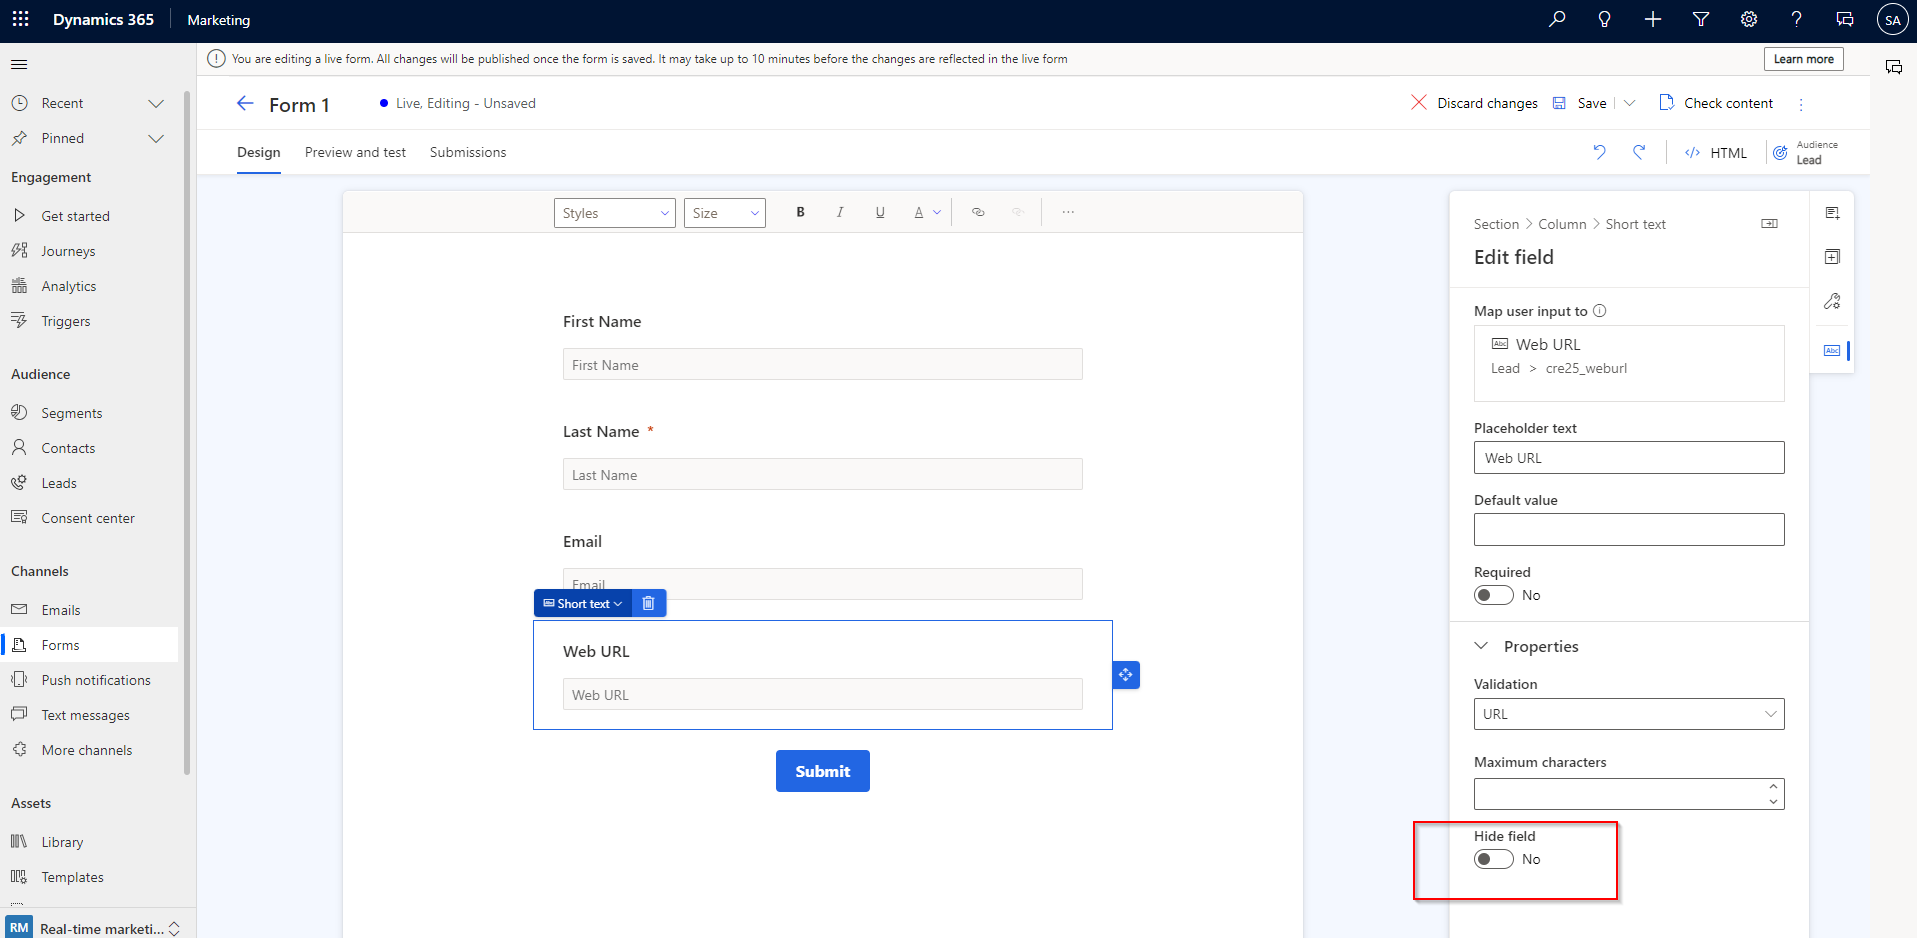 Dynamics 365 Marketing SA
You are editing a live form. All changes will be published once the form is saved. It may take up to 10 minutes before the changes are reflected in the live form Learn more
Recent
Pinned
Engagement
Get started
Journeys
Analytics
Triggers
Audience
Segments
Contacts
Leads
Consent center
Channels
Emails
Forms
Push notifications
Text messages
More channels
Assets
Library
Templates
RM Real-time marketi...
Form 1 Live, Editing - Unsaved Discard changes Save Check content
Design Preview and test Submissions HTML Audience
Lead
Styles Size B I U A ...
First Name
First Name
Last Name *
Last Name
Email
Email
Abc Short text
Web URL
Web URL
Submit
Section > Column > Short text
Edit field
Map user input to
Abc Web URL
Lead > cre25_weburl
Placeholder text
Web URL
Default value
Required
No
Properties
Validation
URL
Maximum characters
Hide field
No
Abc